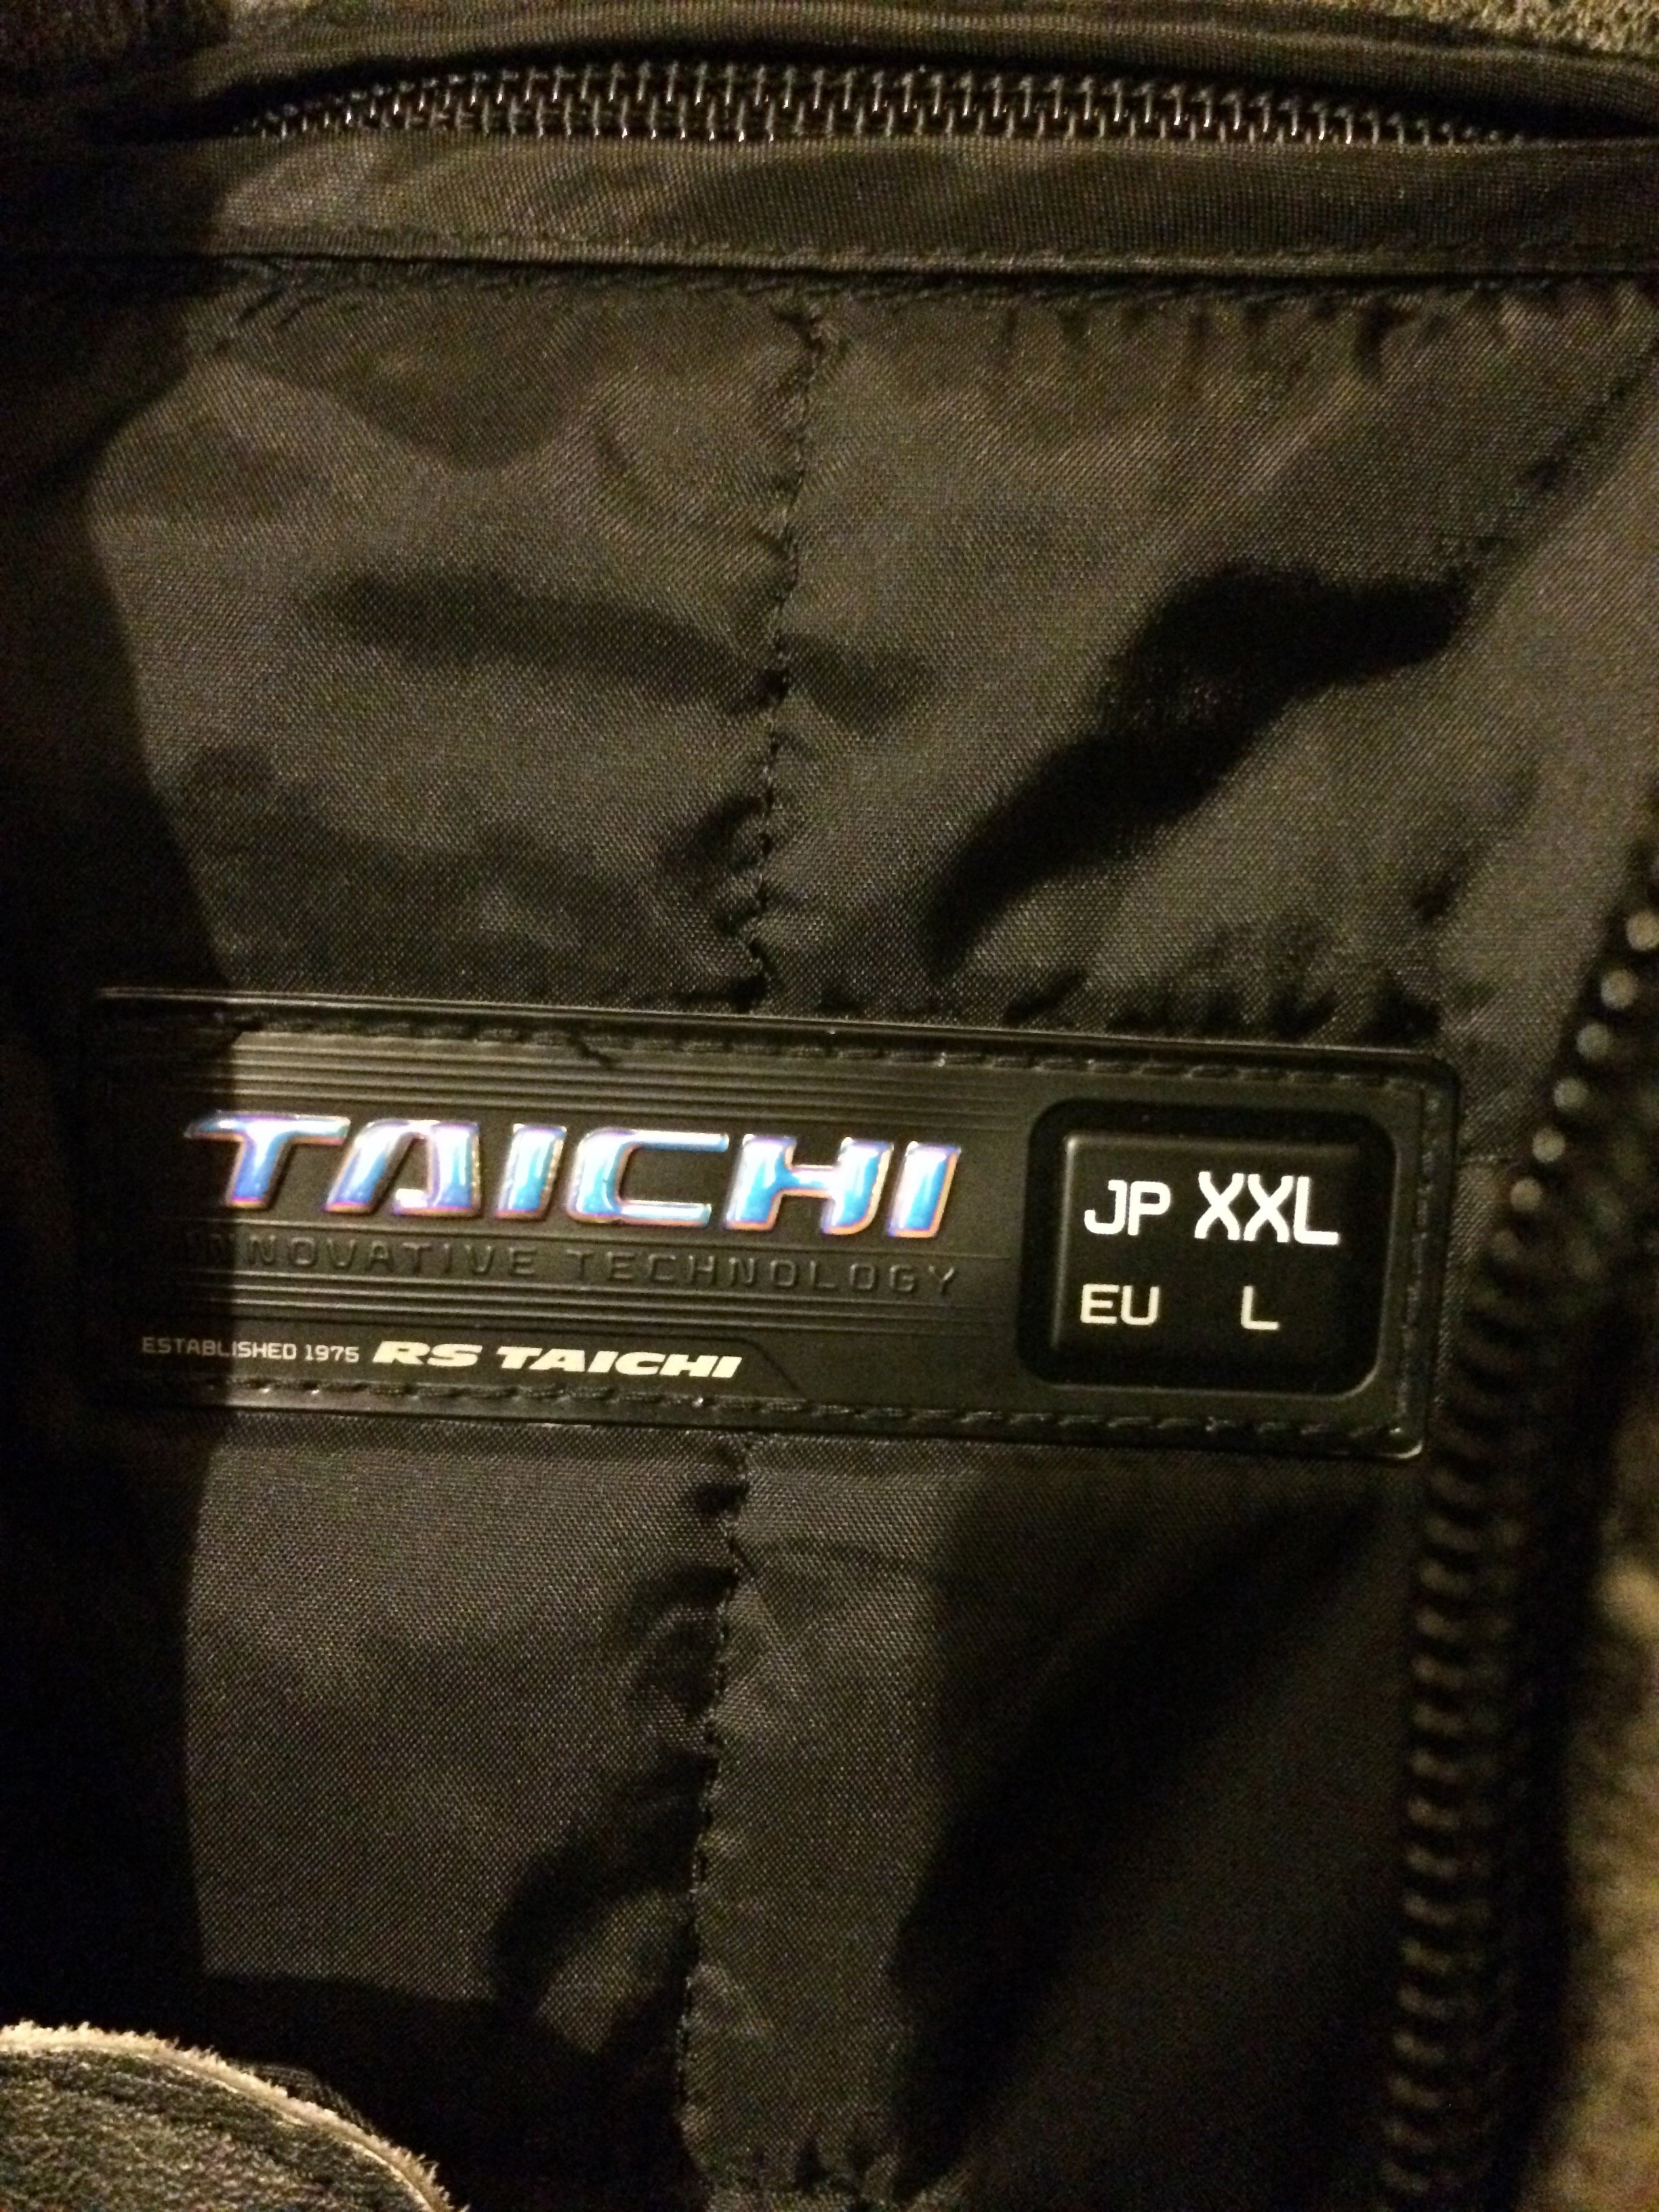 TAICHI
INNOVATIVE TECHNOLOGY
ESTABLISHED 1975 RS TAICHI
JP XXL
EU L